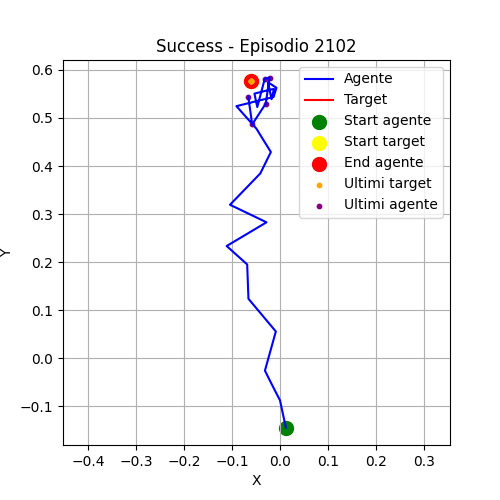 Success - Episodio 2102
0.6
0.5
0.4
0.3
0.2
0.1
0.0
−0.1
Y
−0.4
−0.3
−0.2
−0.1
0.0
0.1
0.2
0.3
X
Agente
Target
Start agente
Start target
End agente
Ultimi target
Ultimi agente